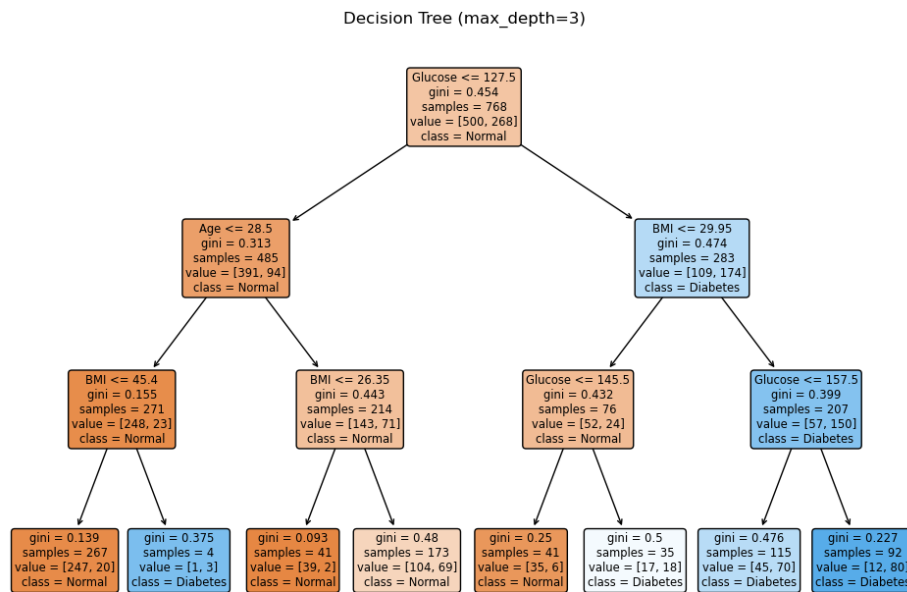 Decision Tree (max_depth=3)
Glucose <= 127.5
gini = 0.454
samples = 768
value = [500, 268]
class = Normal
Age <= 28.5
gini = 0.313
samples = 485
value = [391, 94]
class = Normal
BMI <= 29.95
gini = 0.474
samples = 283
value = [109, 174]
class = Diabetes
BMI <= 45.4
gini = 0.155
samples = 271
value = [248, 23]
class = Normal
BMI <= 26.35
gini = 0.443
samples = 214
value = [143, 71]
class = Normal
Glucose <= 145.5
gini = 0.432
samples = 76
value = [52, 24]
class = Normal
Glucose <= 157.5
gini = 0.399
samples = 207
value = [57, 150]
class = Diabetes
gini = 0.139
samples = 267
value = [247, 20]
class = Normal
gini = 0.375
samples = 4
value = [1, 3]
class = Diabetes
gini = 0.093
samples = 41
value = [39, 2]
class = Normal
gini = 0.48
samples = 173
value = [104, 69]
class = Normal
gini = 0.25
samples = 41
value = [35, 6]
class = Normal
gini = 0.5
samples = 35
value = [17, 18]
class = Diabetes
gini = 0.476
samples = 115
value = [45, 70]
class = Diabetes
gini = 0.227
samples = 92
value = [12, 80]
class = Diabetes